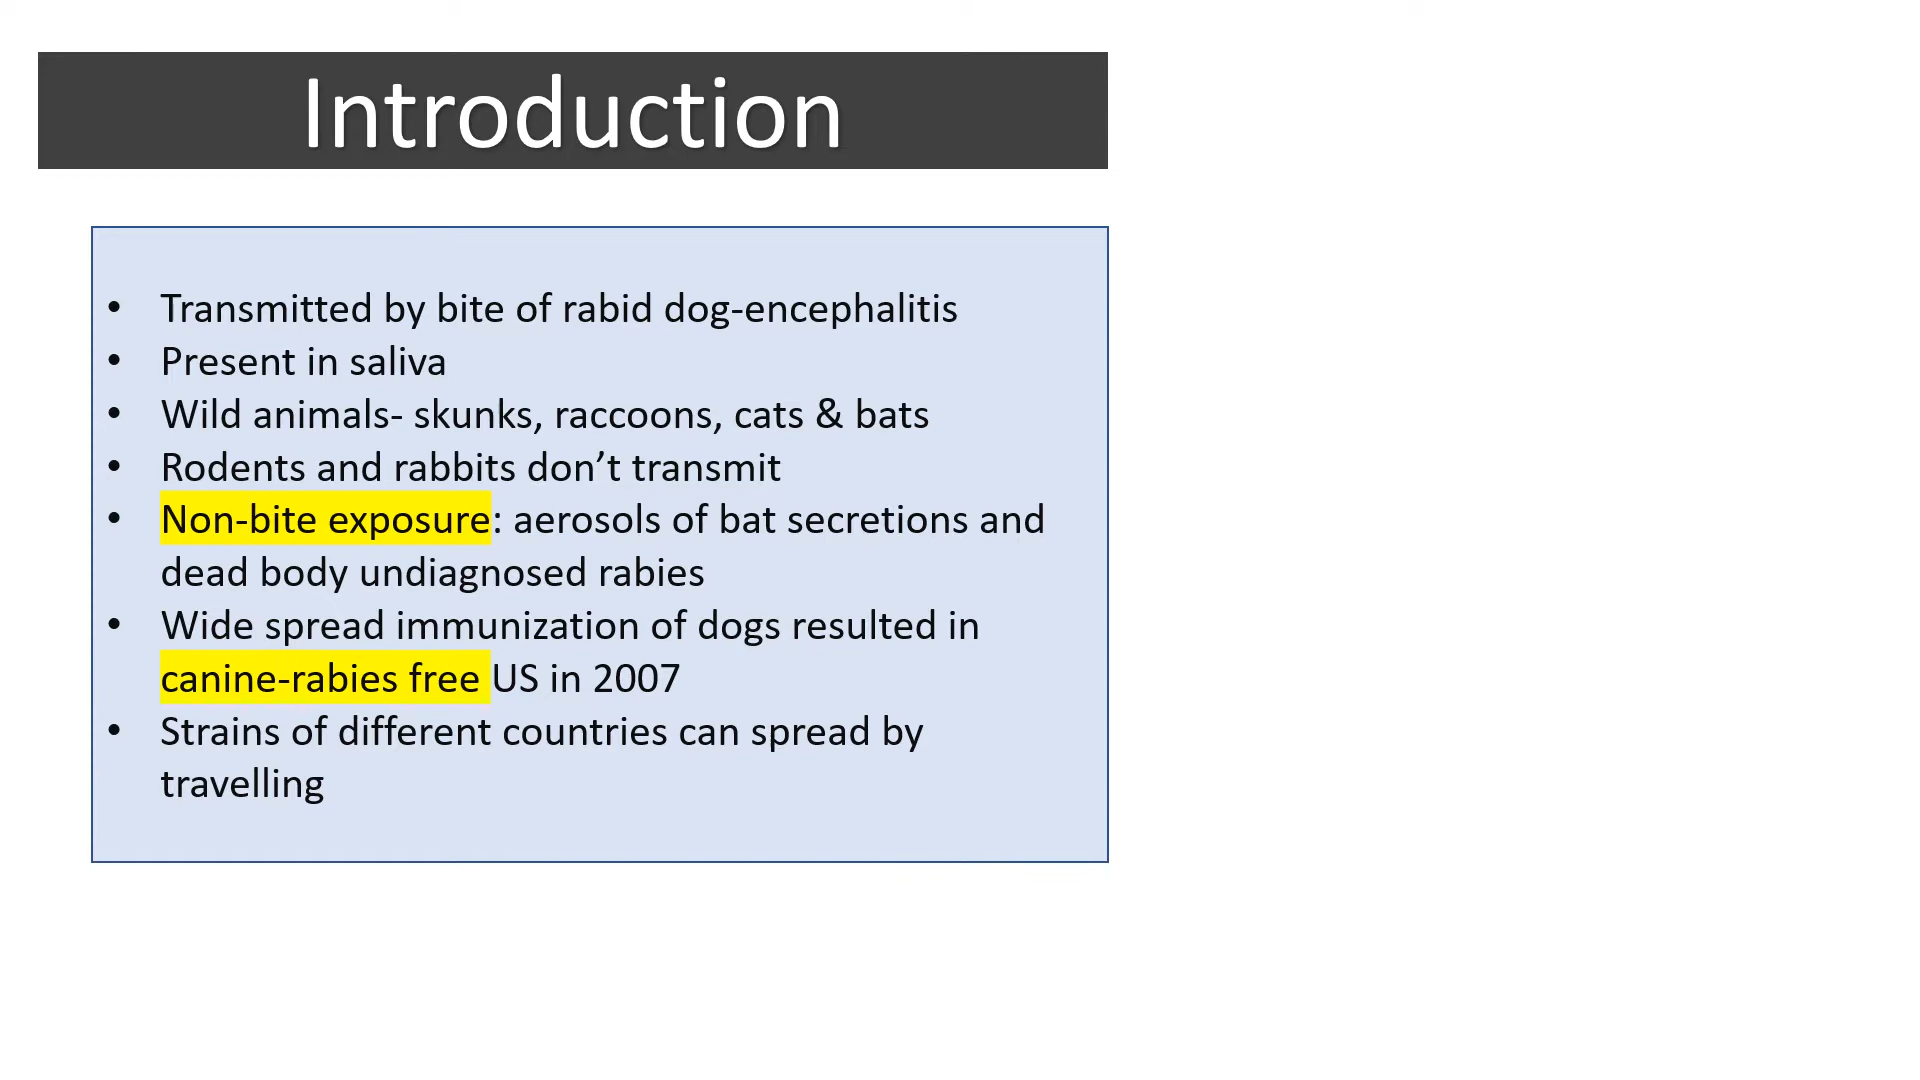 Introduction
• Transmitted by bite of rabid dog-encephalitis
• Present in saliva
• Wild animals- skunks, raccoons, cats & bats
• Rodents and rabbits don’t transmit
• Non-bite exposure: aerosols of bat secretions and
dead body undiagnosed rabies
• Wide spread immunization of dogs resulted in
canine-rabies free US in 2007
• Strains of different countries can spread by
travelling